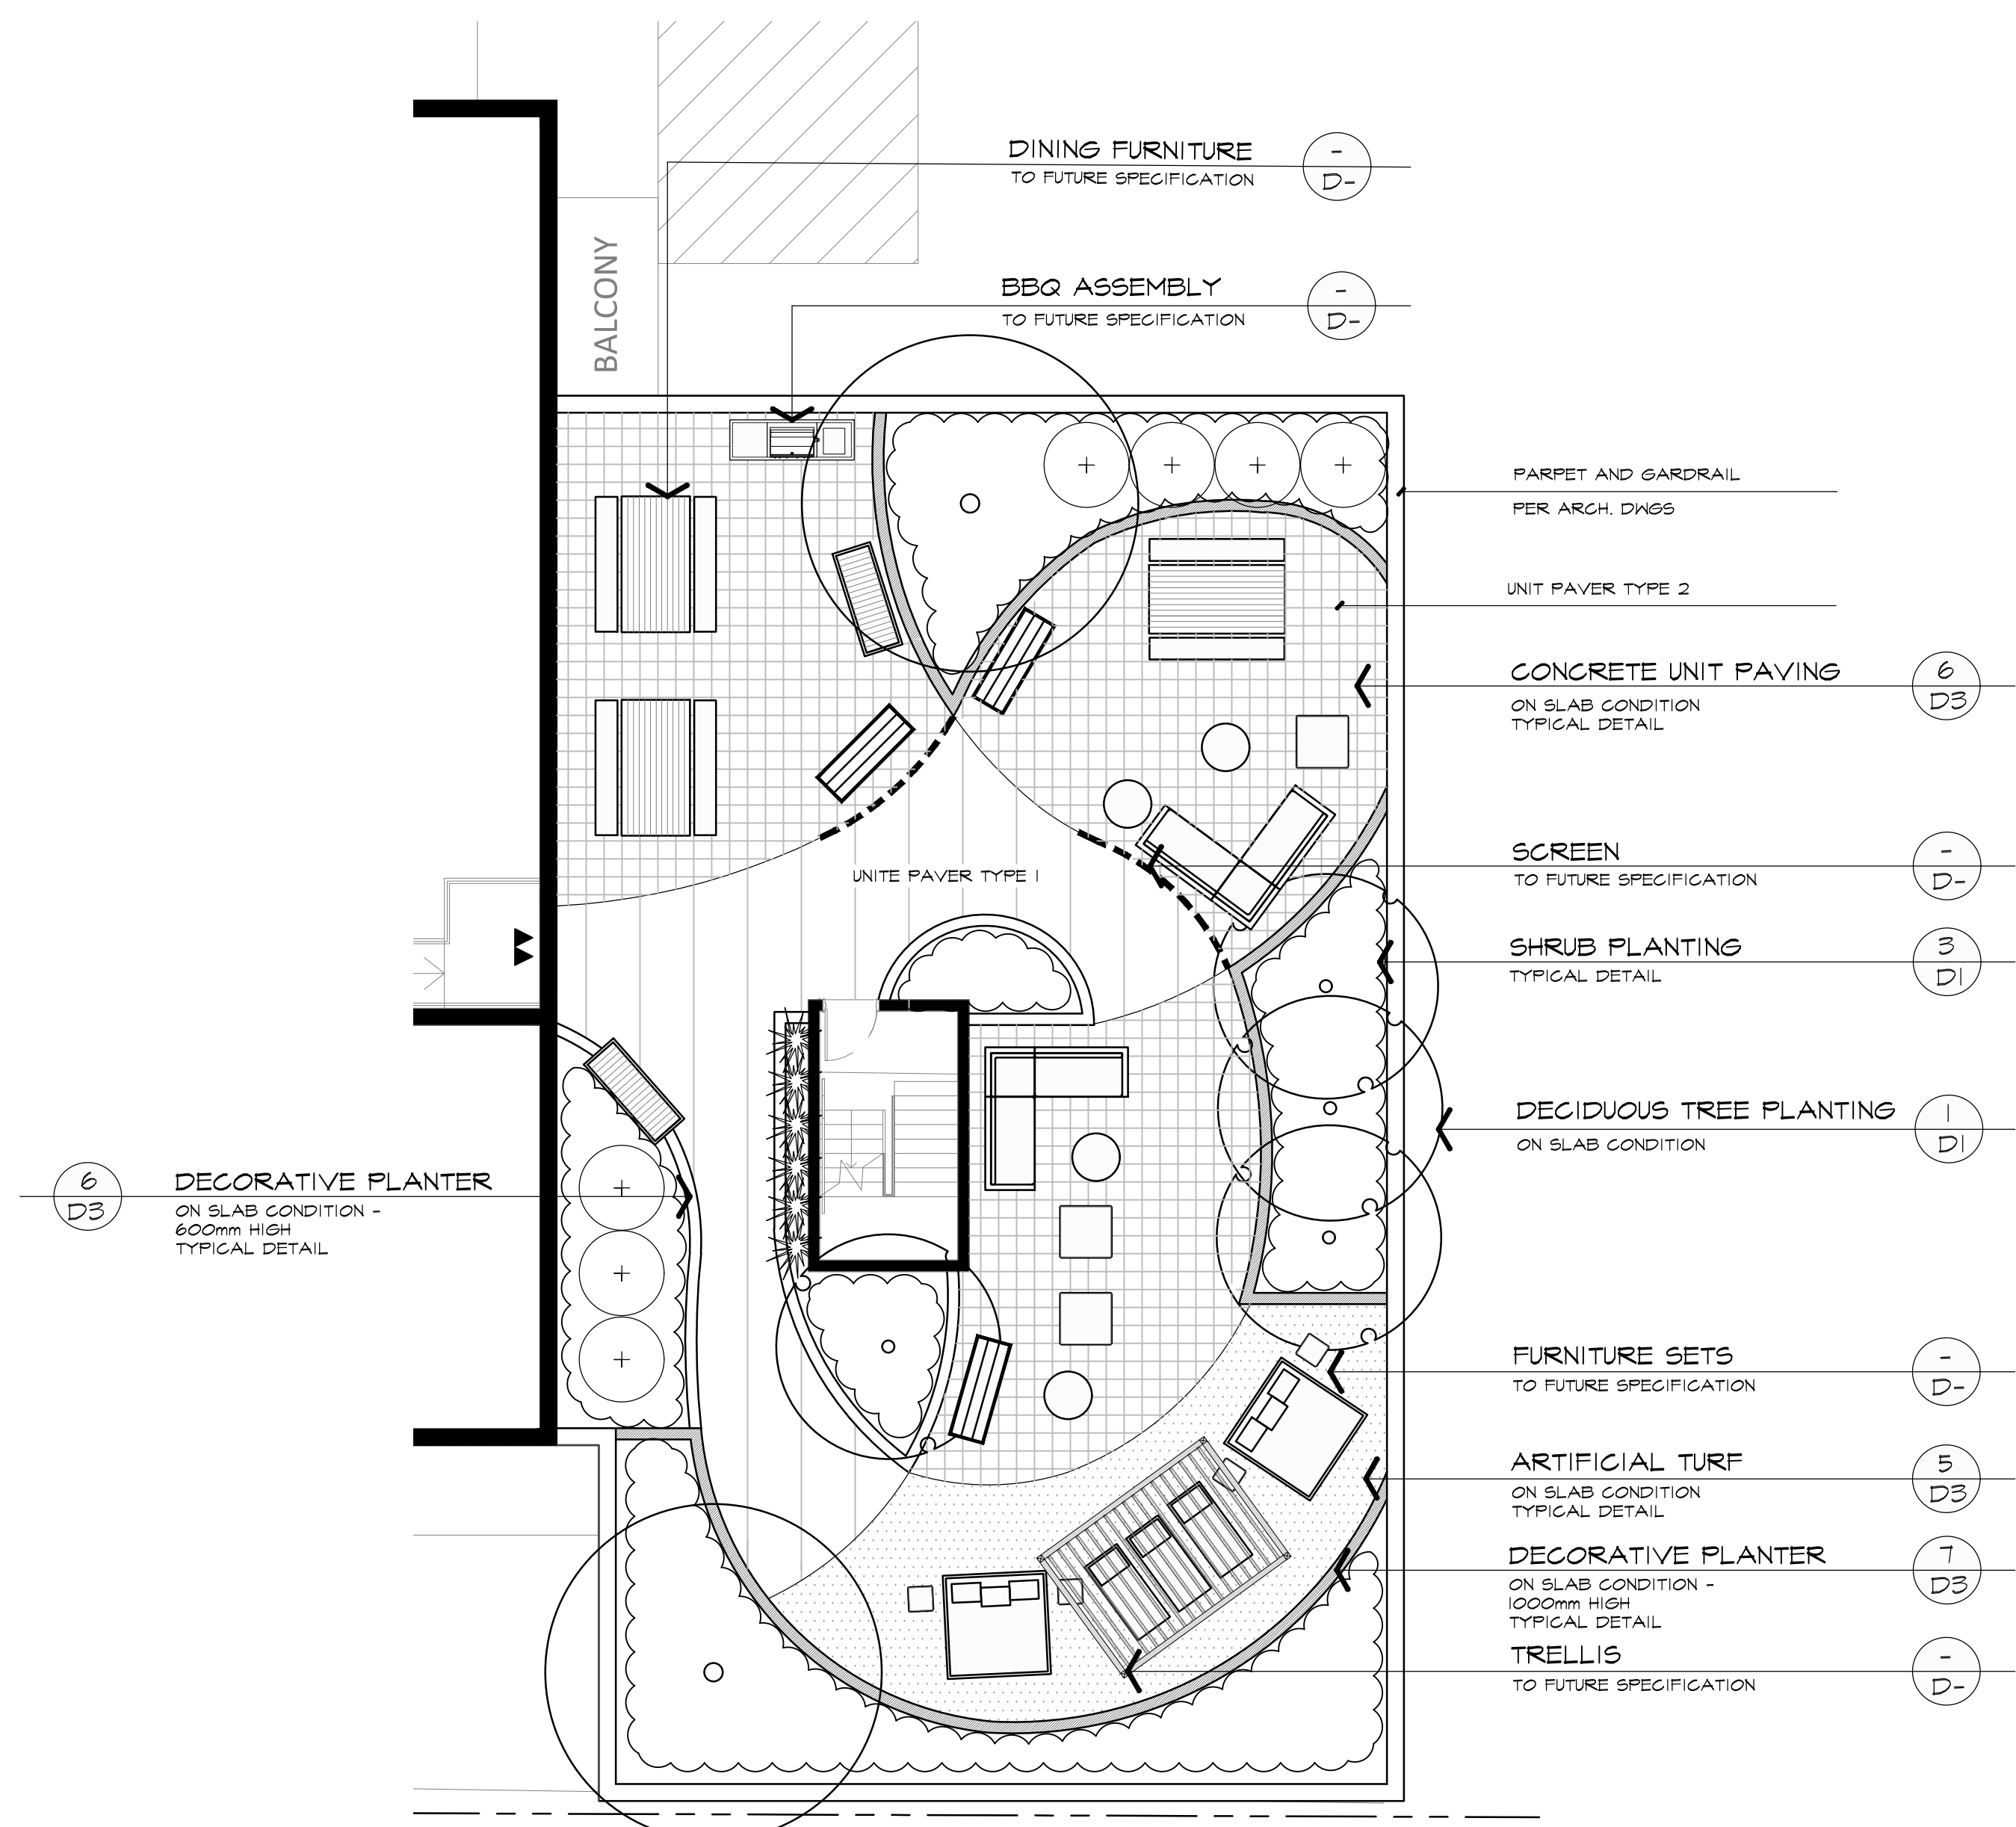 DINING FURNITURE
TO FUTURE SPECIFICATION
-
D-
BALCONY
BBQ ASSEMBLY
TO FUTURE SPECIFICATION
-
D-
PARPET AND GARDRAIL
PER ARCH. DWGS
UNIT PAVER TYPE 2
CONCRETE UNIT PAVING
ON SLAB CONDITION
TYPICAL DETAIL
6
D3
UNITE PAVER TYPE 1
SCREEN
TO FUTURE SPECIFICATION
-
D-
SHRUB PLANTING
TYPICAL DETAIL
3
D1
DECIDUOUS TREE PLANTING
ON SLAB CONDITION
1
D1
6
D3
DECORATIVE PLANTER
ON SLAB CONDITION -
600mm HIGH
TYPICAL DETAIL
FURNITURE SETS
TO FUTURE SPECIFICATION
-
D-
ARTIFICIAL TURF
ON SLAB CONDITION
TYPICAL DETAIL
5
D3
DECORATIVE PLANTER
ON SLAB CONDITION -
1000mm HIGH
TYPICAL DETAIL
7
D3
TRELLIS
TO FUTURE SPECIFICATION
-
D-